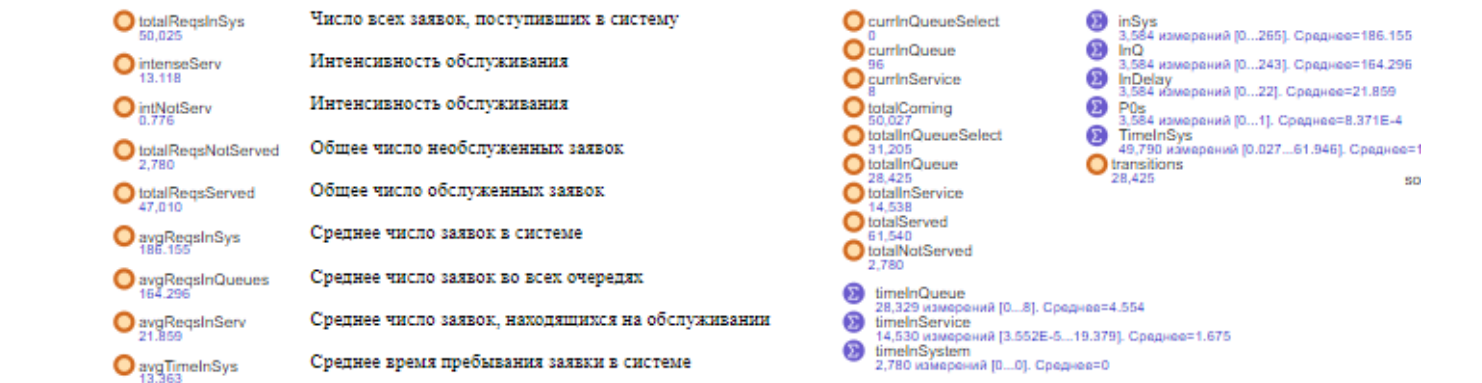 totalReqsInSys
50,025
Число всех заявок, поступивших в систему
intenseServ
13.118
Интенсивность обслуживания
intNotServ
0.776
Интенсивность обслуживания
totalReqsNotServed
2,780
Общее число необслуженных заявок
totalReqsServed
47,010
Общее число обслуженных заявок
avgReqsInSys
186.155
Среднее число заявок в системе
avgReqsInQueues
164.296
Среднее число заявок во всех очередях
avgReqsInServ
21.859
Среднее число заявок, находящихся на обслуживании
avgTimeInSys
13.363
Среднее время пребывания заявки в системе
currInQueueSelect
0
currInQueue
96
currInService
8
totalComing
50,027
totalInQueueSelect
31,205
totalInQueue
28,425
totalInService
14,538
totalServed
61,540
totalNotServed
2,780
timeInQueue
28,329 измерений [0...8]. Среднее=4.554
timeInService
14,530 измерений [3.552E-5...19.379]. Среднее=1.675
timeInSystem
2,780 измерений [0...0]. Среднее=0
inSys
3,584 измерений [0...265]. Среднее=186.155
InQ
3,584 измерений [0...243]. Среднее=164.296
InDelay
3,584 измерений [0...22]. Среднее=21.859
P0s
3,584 измерений [0...1]. Среднее=8.371E-4
TimeInSys
49,790 измерений [0.027...61.946]. Среднее=1
transitions
28,425
so